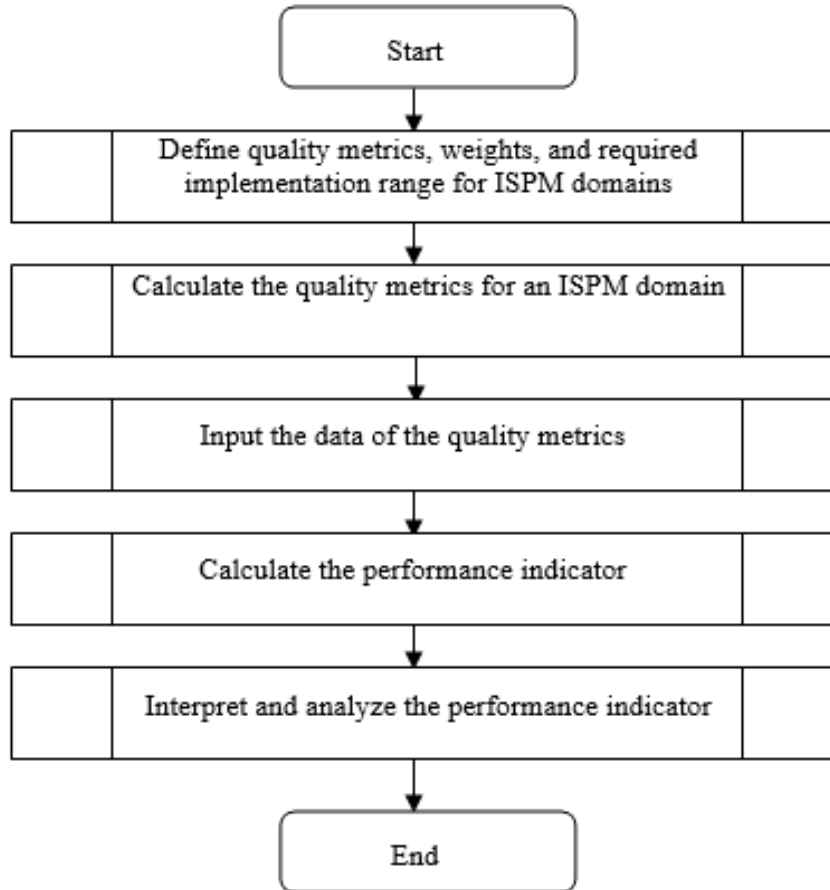 Start
Define quality metrics, weights, and required
implementation range for ISPM domains
Calculate the quality metrics for an ISPM domain
Input the data of the quality metrics
Calculate the performance indicator
Interpret and analyze the performance indicator
End